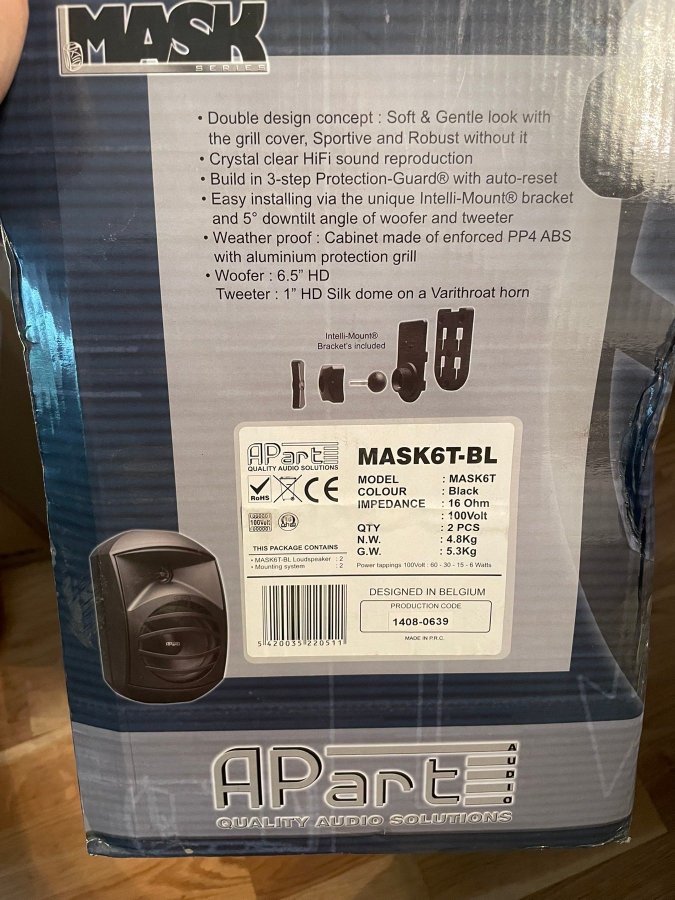 MASK
SERIES
• Double design concept : Soft & Gentle look with
the grill cover, Sportive and Robust without it
• Crystal clear HiFi sound reproduction
• Build in 3-step Protection-Guard® with auto-reset
• Easy installing via the unique Intelli-Mount® bracket
and 5° downtilt angle of woofer and tweeter
• Weather proof : Cabinet made of enforced PP4 ABS
with aluminium protection grill
• Woofer : 6.5” HD
Tweeter : 1” HD Silk dome on a Varithroat horn
Intelli-Mount®
Bracket's included
APart
QUALITY AUDIO SOLUTIONS
RoHS
CE
100Volt
THIS PACKAGE CONTAINS
- MASK6T-BL Loudspeaker : 2
- Mounting system : 2
MASK6T-BL
MODEL : MASK6T
COLOUR : Black
IMPEDANCE : 16 Ohm
: 100Volt
QTY : 2 PCS
N.W. : 4.8Kg
G.W. : 5.3Kg
Power tappings 100Volt : 60 - 30 - 15 - 6 Watts
DESIGNED IN BELGIUM
PRODUCTION CODE
1408-0639
MADE IN P.R.C.
5 420035 220511
APart
AUDIO
QUALITY AUDIO SOLUTIONS